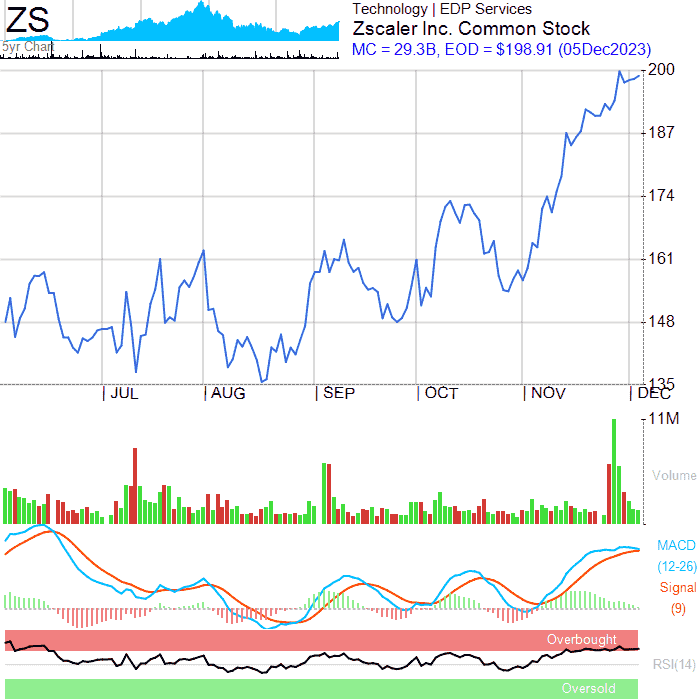 ZS
5yr Chart
Technology | EDP Services
Zscaler Inc. Common Stock
MC = 29.3B, EOD = $198.91 (05Dec2023)
200
187
174
161
148
135
|JUL |AUG |SEP |OCT |NOV |DEC
11M
Volume
MACD
(12-26)
Signal
(9)
Overbought
RSI(14)
Oversold